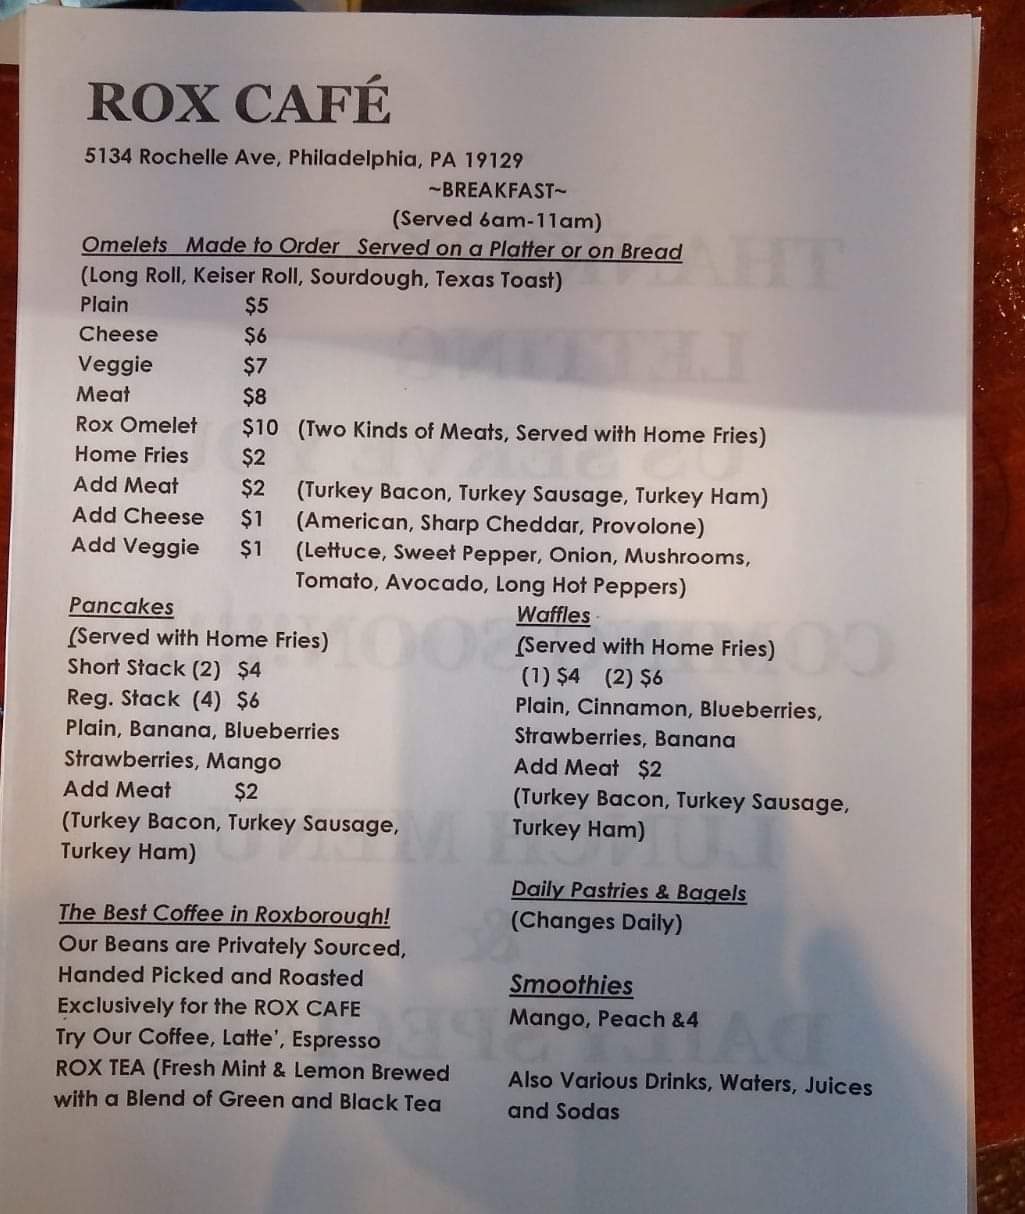 ROX CAFÉ
5134 Rochelle Ave, Philadelphia, PA 19129
~BREAKFAST~
(Served 6am-11am)
Omelets Made to Order Served on a Platter or on Bread
(Long Roll, Keiser Roll, Sourdough, Texas Toast)
Plain $5
Cheese $6
Veggie $7
Meat $8
Rox Omelet $10 (Two Kinds of Meats, Served with Home Fries)
Home Fries $2
Add Meat $2 (Turkey Bacon, Turkey Sausage, Turkey Ham)
Add Cheese $1 (American, Sharp Cheddar, Provolone)
Add Veggie $1 (Lettuce, Sweet Pepper, Onion, Mushrooms,
Tomato, Avocado, Long Hot Peppers)
Pancakes
(Served with Home Fries)
Short Stack (2) $4
Reg. Stack (4) $6
Plain, Banana, Blueberries
Strawberries, Mango
Add Meat $2
(Turkey Bacon, Turkey Sausage,
Turkey Ham)
The Best Coffee in Roxborough!
Our Beans are Privately Sourced,
Handed Picked and Roasted
Exclusively for the ROX CAFE
Try Our Coffee, Latte', Espresso
ROX TEA (Fresh Mint & Lemon Brewed
with a Blend of Green and Black Tea
Waffles
(Served with Home Fries)
(1) $4 (2) $6
Plain, Cinnamon, Blueberries,
Strawberries, Banana
Add Meat $2
(Turkey Bacon, Turkey Sausage,
Turkey Ham)
Daily Pastries & Bagels
(Changes Daily)
Smoothies
Mango, Peach &4
Also Various Drinks, Waters, Juices
and Sodas